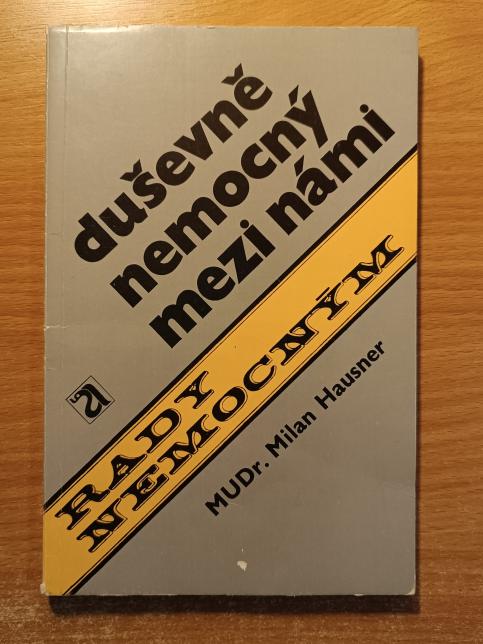 duševně
nemocný
mezi námi
RADY
NEMOCNÝM
MUDr. Milan Hausner